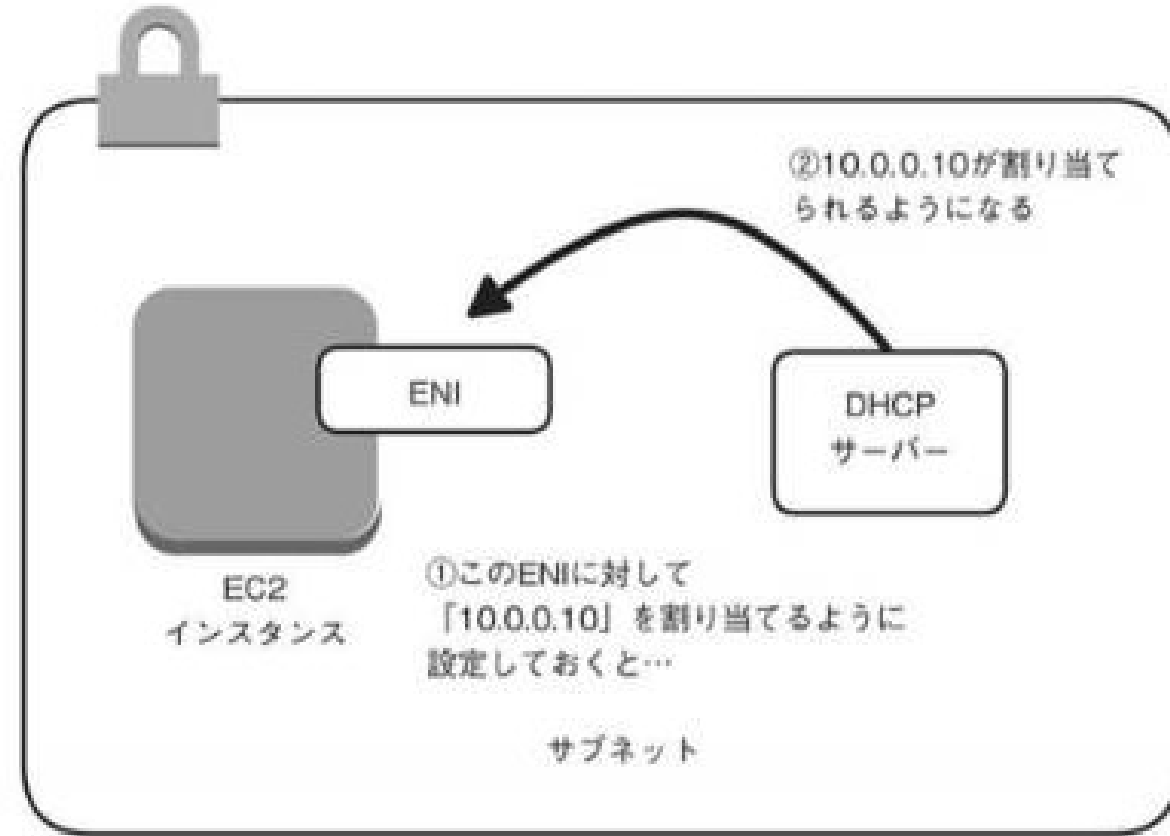 ②10.0.0.10が割り当て
られるようになる
ENI
DHCP
サーバー
EC2
インスタンス
①このENIに対して
「10.0.0.10」を割り当てるように
設定しておくと…
サブネット